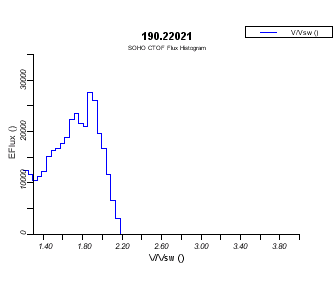 190.22021
V/Vsw ()
SOHO CTOF Flux Histogram
30000
20000
10000
0
EFlux ()
1.40 1.80 2.20 2.60 3.00 3.40 3.80
V/Vsw ()